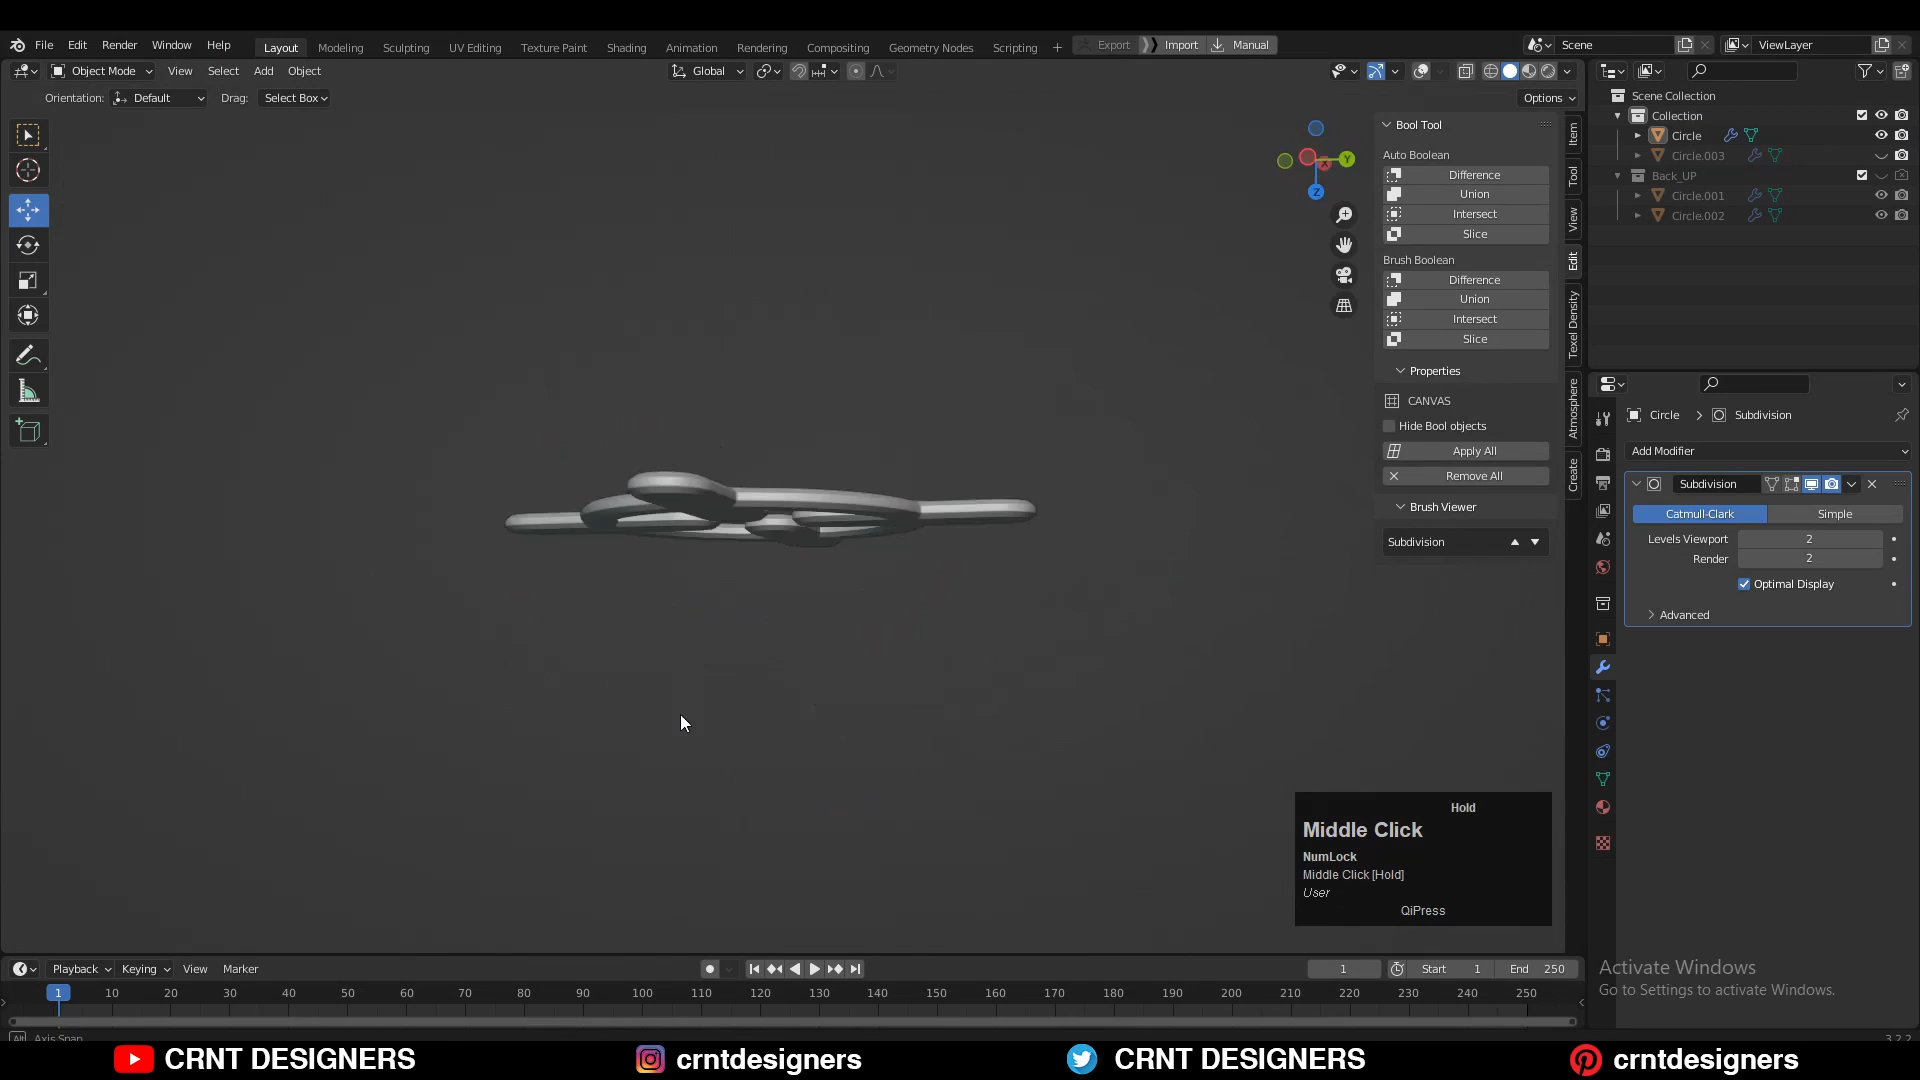 File Edit Render Window Help Layout Modeling Sculpting UV Editing Texture Paint Shading Animation Rendering Compositing Geometry Nodes Scripting + Export Import Manual Scene ViewLayer
Object Mode View Select Add Object Global
Orientation: Default Drag: Select Box Options
Scene Collection
Collection
Circle
Circle.003
Back_UP
Circle.001
Circle.002
Bool Tool
Auto Boolean
Difference
Union
Intersect
Slice
Brush Boolean
Difference
Union
Intersect
Slice
Properties
CANVAS
Hide Bool objects
Apply All
Remove All
Brush Viewer
Subdivision
Item
Tool
View
Edit
Texel Density
Atmosphere
Create
Y
X
Z
Circle Subdivision
Add Modifier
Subdivision
Catmull-Clark Simple
Levels Viewport 2
Render 2
Optimal Display
Advanced
Hold
Middle Click
NumLock
Middle Click [Hold]
User
QiPress
Activate Windows
Go to Settings to activate Windows.
Playback Keying View Marker 1 Start 1 End 250
1 10 20 30 40 50 60 70 80 90 100 110 120 130 140 150 160 170 180 190 200 210 220 230 240 250
Alt Axis Snap 3.2.2
CRNT DESIGNERS crntdesigners CRNT DESIGNERS crntdesigners